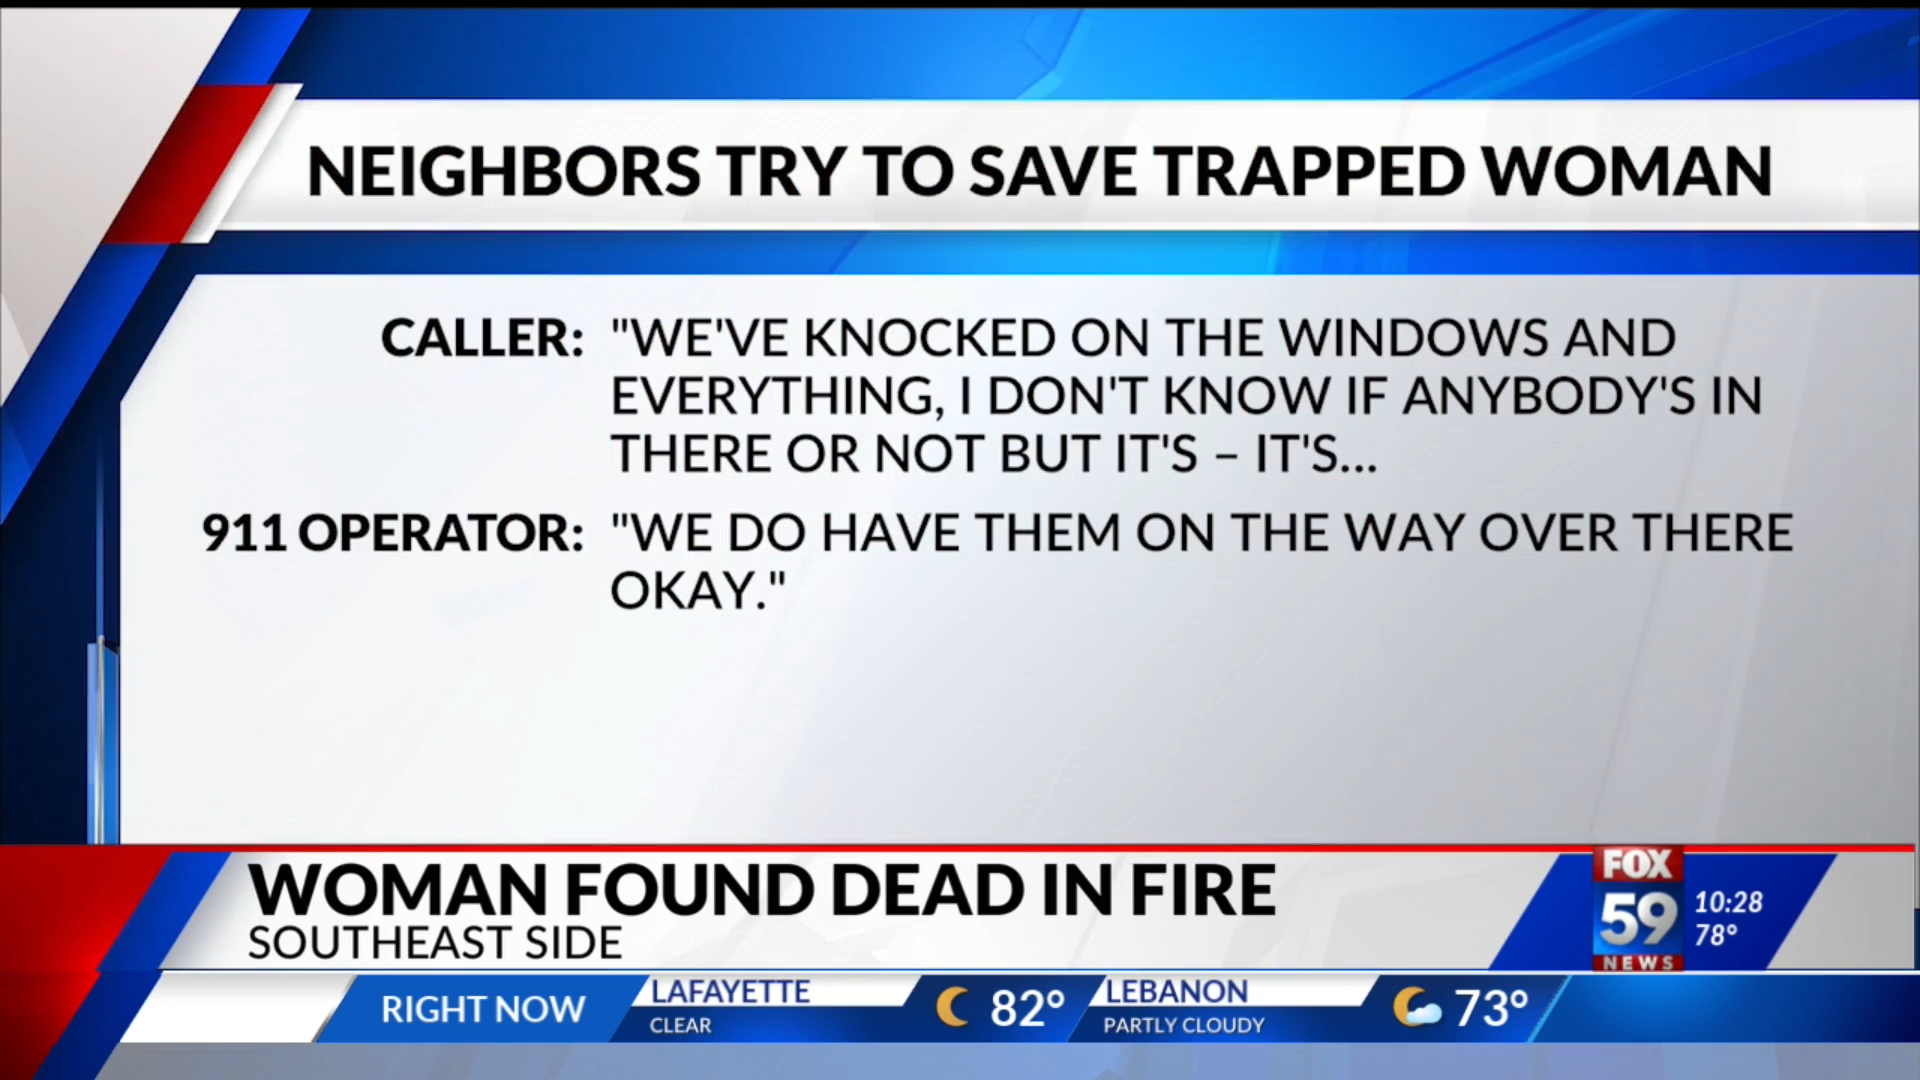 NEIGHBORS TRY TO SAVE TRAPPED WOMAN
CALLER: "WE'VE KNOCKED ON THE WINDOWS AND
EVERYTHING, I DON'T KNOW IF ANYBODY'S IN
THERE OR NOT BUT IT'S – IT'S...
911 OPERATOR: "WE DO HAVE THEM ON THE WAY OVER THERE
OKAY."
WOMAN FOUND DEAD IN FIRE
SOUTHEAST SIDE
FOX
59
NEWS
10:28
78°
RIGHT NOW
LAFAYETTE
CLEAR
82°
LEBANON
PARTLY CLOUDY
73°